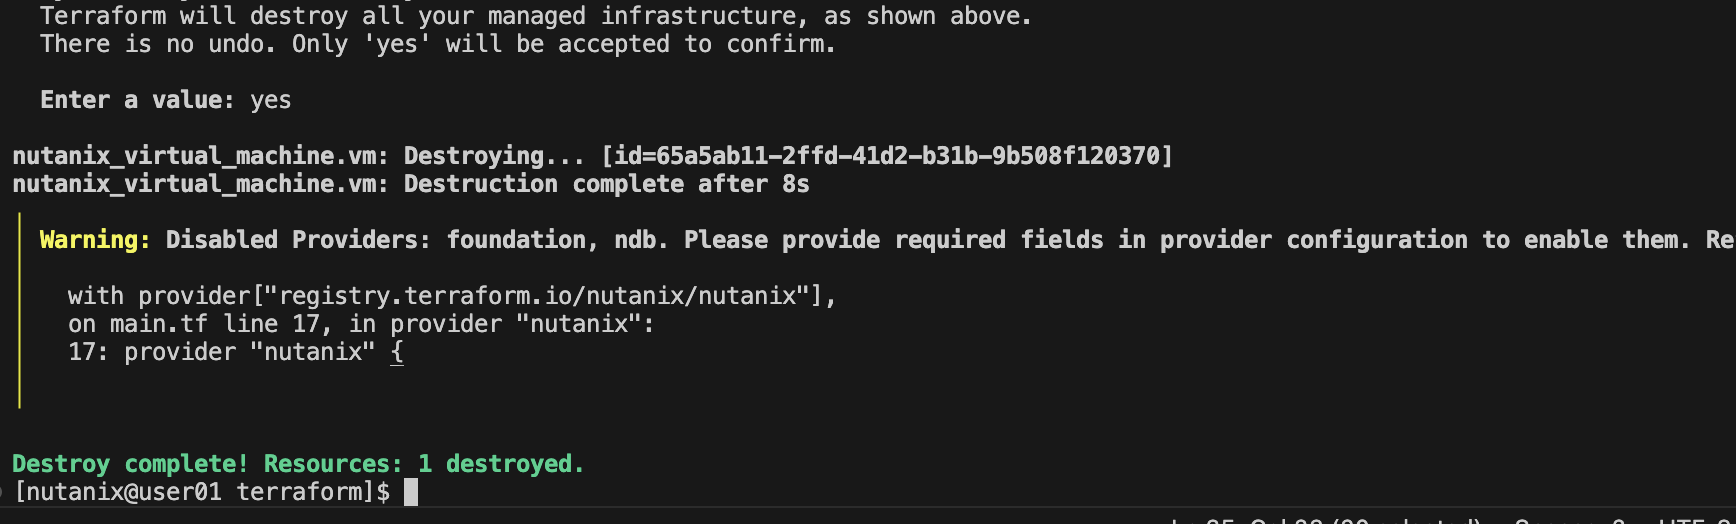 Terraform will destroy all your managed infrastructure, as shown above.
There is no undo. Only 'yes' will be accepted to confirm.
Enter a value: yes
nutanix_virtual_machine.vm: Destroying... [id=65a5ab11-2ffd-41d2-b31b-9b508f120370]
nutanix_virtual_machine.vm: Destruction complete after 8s
Warning: Disabled Providers: foundation, ndb. Please provide required fields in provider configuration to enable them. Re
with provider["registry.terraform.io/nutanix/nutanix"],
on main.tf line 17, in provider "nutanix":
17: provider "nutanix" {
Destroy complete! Resources: 1 destroyed.
[nutanix@user01 terraform]$